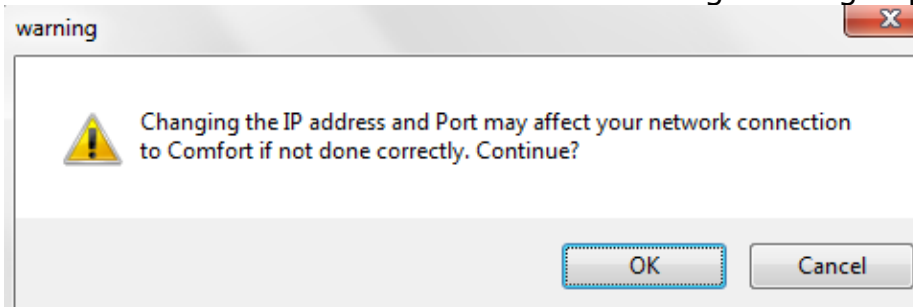 warning
Changing the IP address and Port may affect your network connection
to Comfort if not done correctly. Continue?
OK
Cancel